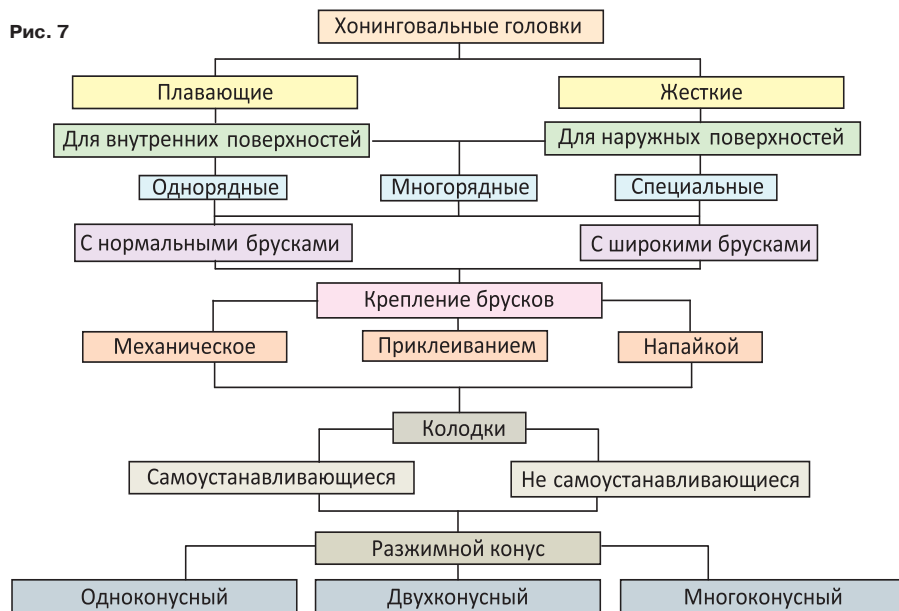 Рис. 7
Хонинговальные головки
Плавающие
Жесткие
Для внутренних поверхностей
Для наружных поверхностей
Однорядные
Многорядные
Специальные
С нормальными брусками
С широкими брусками
Крепление брусков
Механическое
Приклеиванием
Напайкой
Колодки
Самоустанавливающиеся
Не самоустанавливающиеся
Разжимной конус
Одноконусный
Двухконусный
Многоконусный